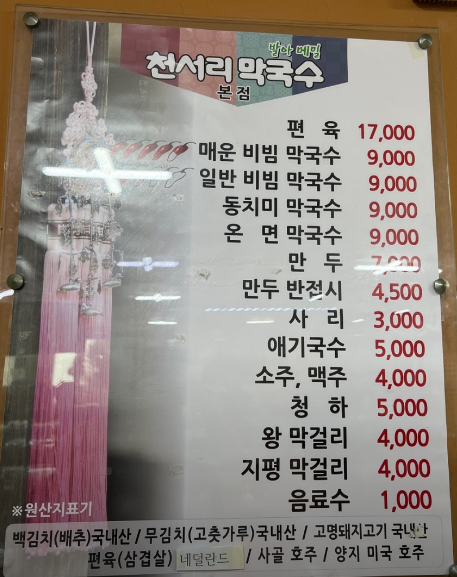 발아 메밀
천서리 막국수
본점
편 육 17,000
매운 비빔 막국수 9,000
일반 비빔 막국수 9,000
동치미 막국수 9,000
온 면 막국수 9,000
만 두 7,000
만두 반접시 4,500
사 리 3,000
애기국수 5,000
소주, 맥주 4,000
청 하 5,000
왕 막걸리 4,000
지평 막걸리 4,000
음료수 1,000
※원산지표기
백김치(배추)국내산 / 무김치(고춧가루)국내산 / 고명돼지고기 국내산
편육(삼겹살) 네덜란드 / 사골 호주 / 양지 미국 호주